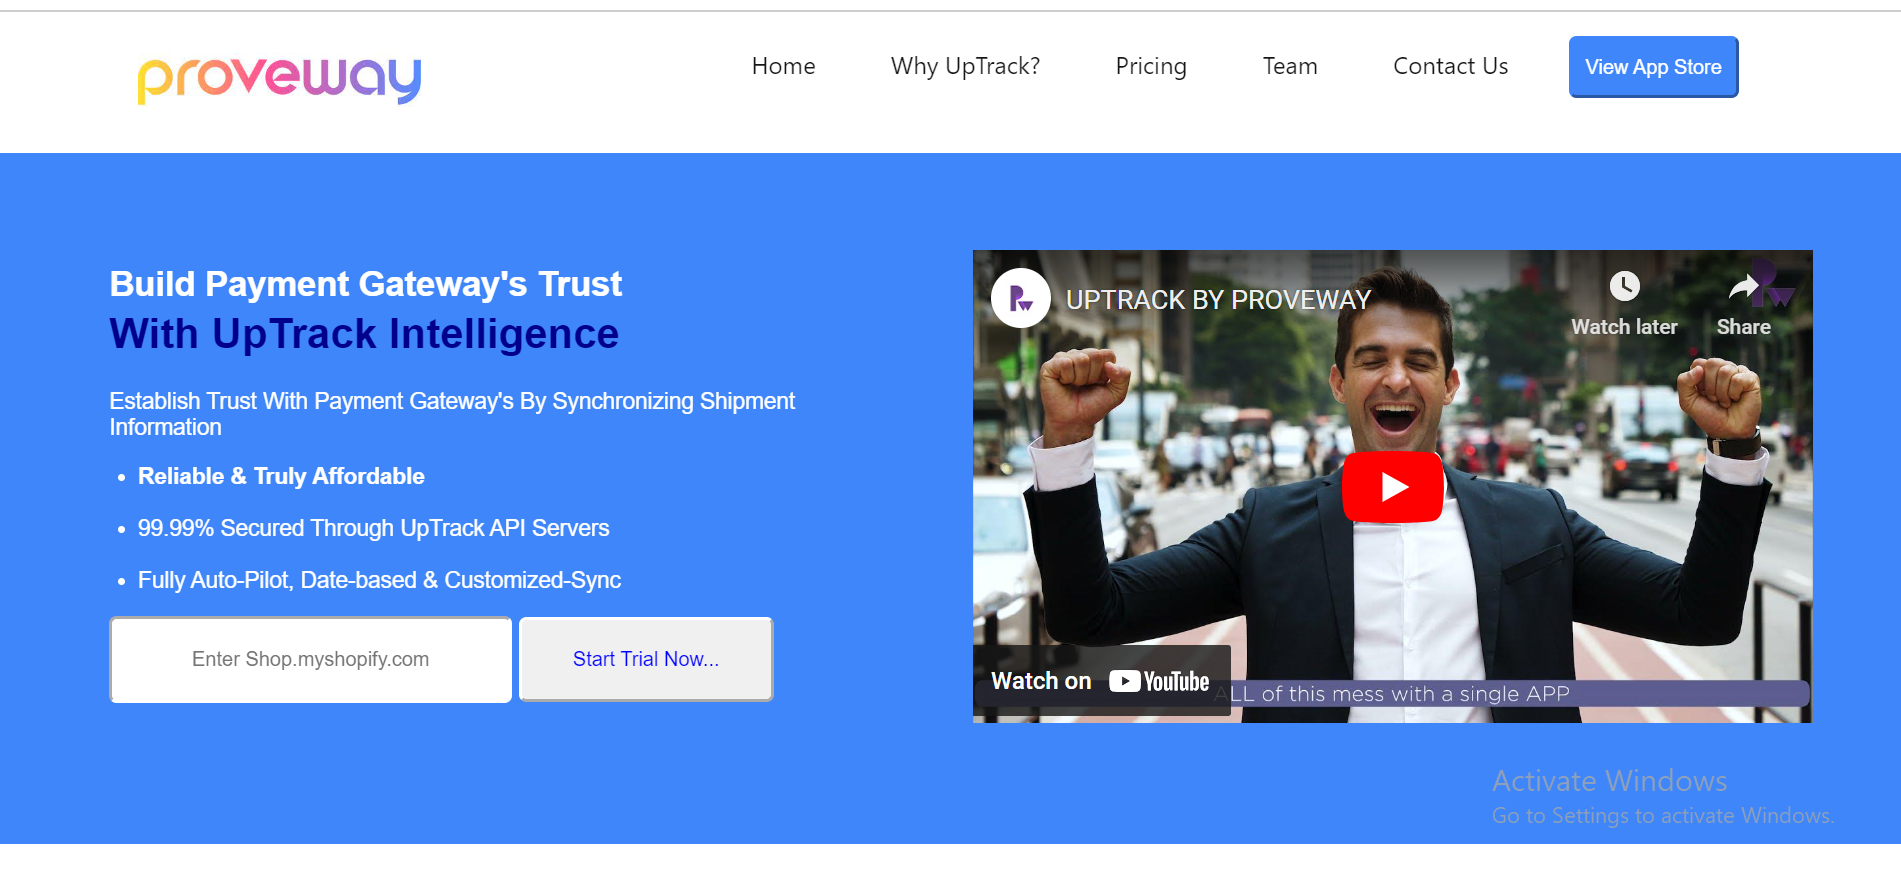 proveway
Home
Why UpTrack?
Pricing
Team
Contact Us
View App Store
Build Payment Gateway's Trust
With UpTrack Intelligence
Establish Trust With Payment Gateway's By Synchronizing Shipment
Information
Reliable & Truly Affordable
99.99% Secured Through UpTrack API Servers
Fully Auto-Pilot, Date-based & Customized-Sync
Enter Shop.myshopify.com
Start Trial Now...
UPTRACK BY PROVEWAY
Watch later
Share
Watch on YouTube
ALL of this mess with a single APP
Activate Windows
Go to Settings to activate Windows.